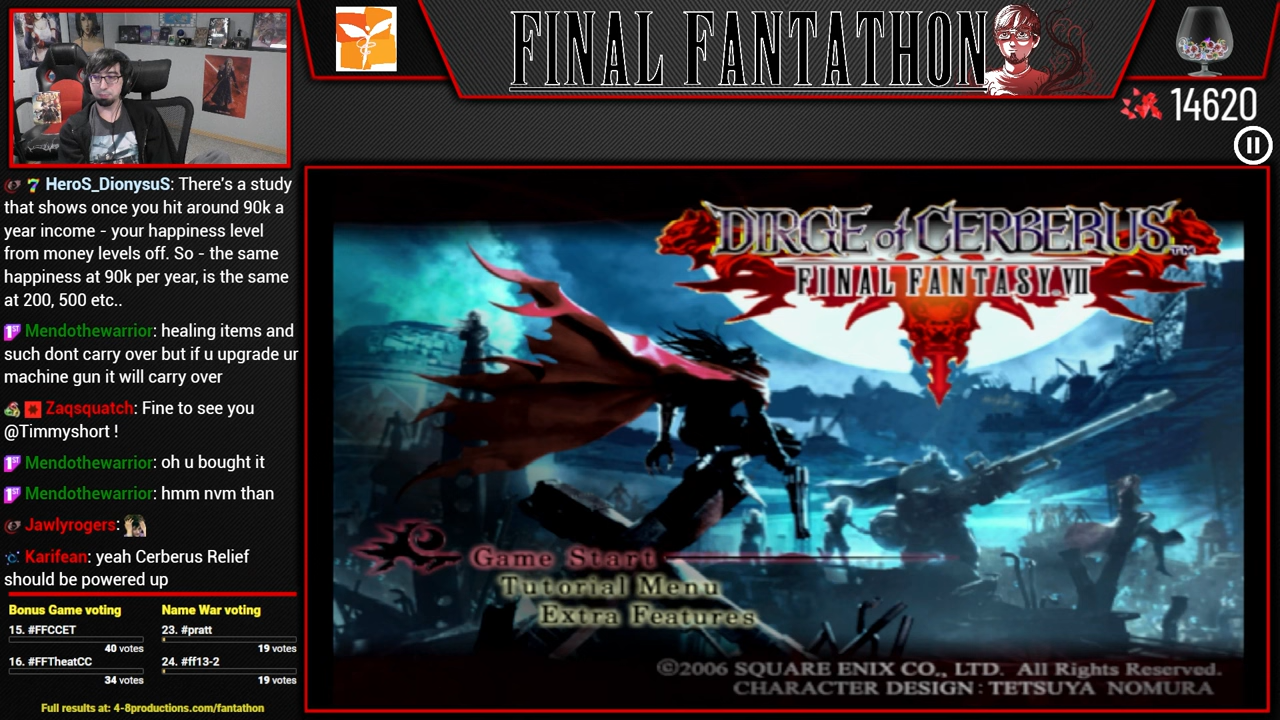 FINAL FANTATHON
14620
HeroS_DionysuS: There's a study
that shows once you hit around 90k a
year income - your happiness level
from money levels off. So - the same
happiness at 90k per year, is the same
at 200, 500 etc..
Mendothewarrior: healing items and
such dont carry over but if u upgrade ur
machine gun it will carry over
Zaqsquatch: Fine to see you
@Timmyshort !
Mendothewarrior: oh u bought it
Mendothewarrior: hmm nvm than
Jawlyrogers:
Karifean: yeah Cerberus Relief
should be powered up
Bonus Game voting
15. #FFCCET
40 votes
16. #FFTheatCC
34 votes
Name War voting
23. #pratt
19 votes
24. #ff13-2
19 votes
Full results at: 4-8productions.com/fantathon
DIRGE of CERBERUS™
FINAL FANTASY VII
Game Start
Tutorial Menu
Extra Features
©2006 SQUARE ENIX CO., LTD. All Rights Reserved.
CHARACTER DESIGN : TETSUYA NOMURA